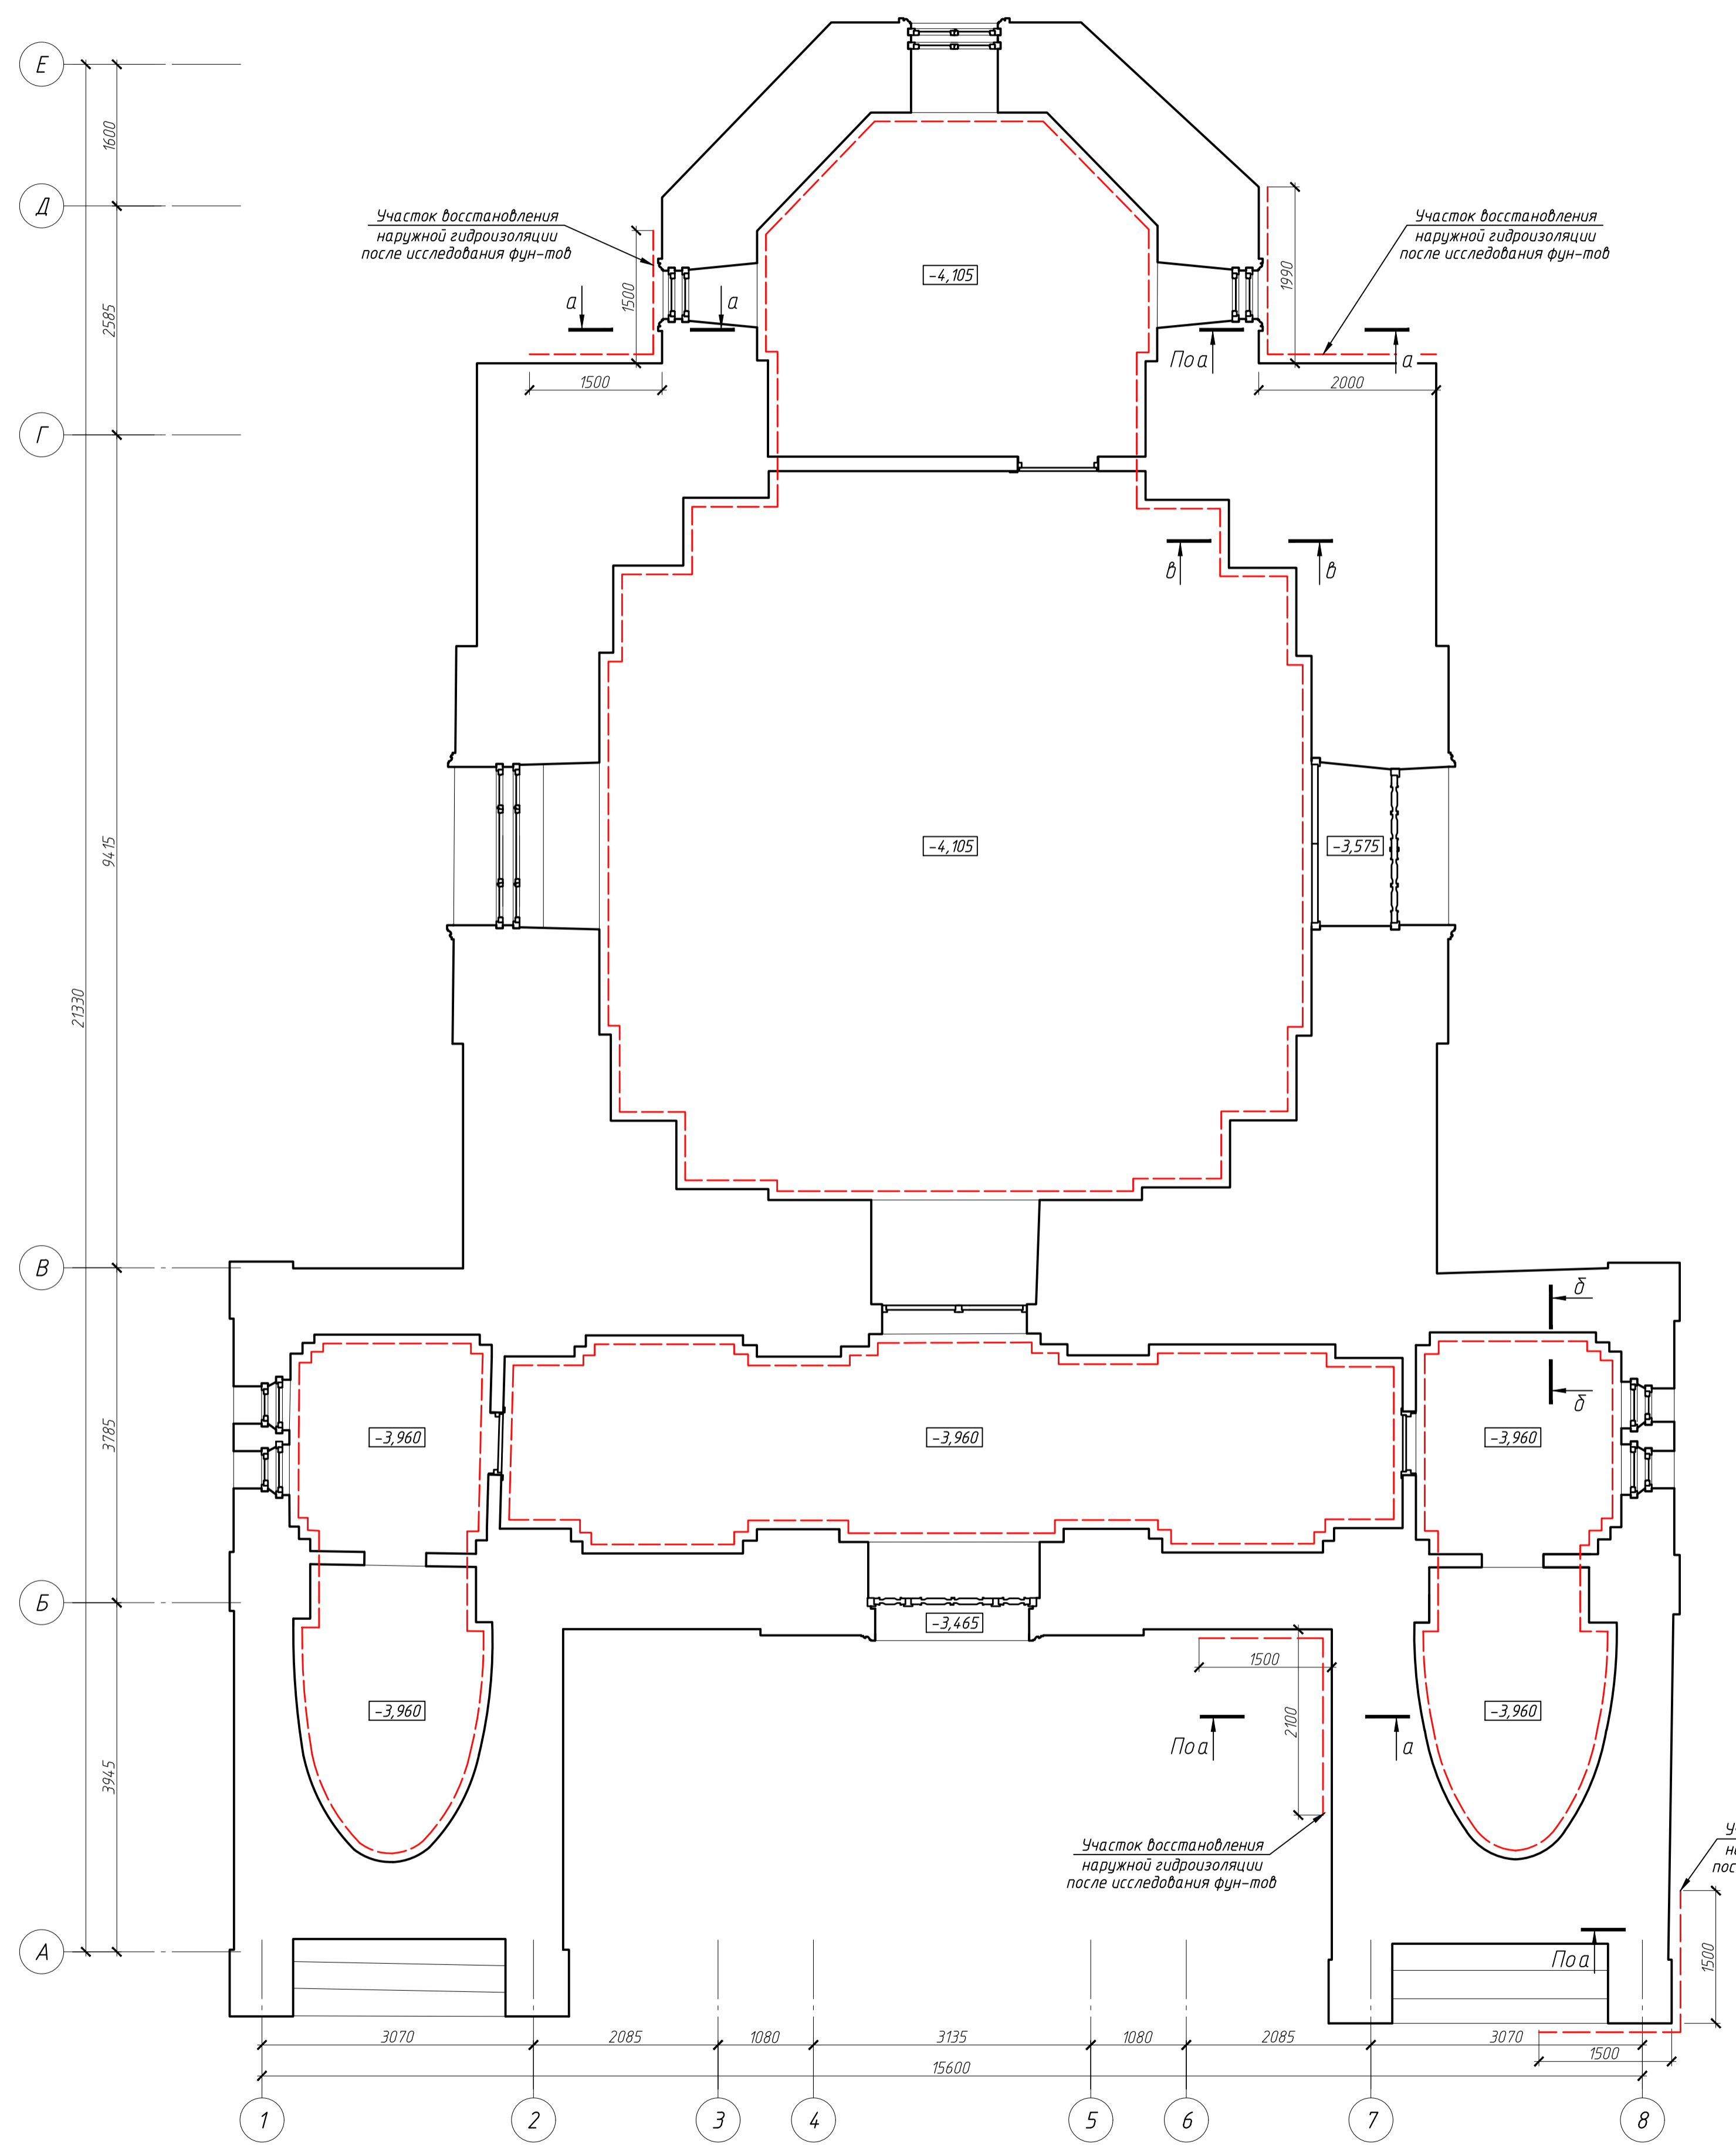 Е
1600
Д
Участок восстановления
наружной гидроизоляции
после исследования фун-тов
Участок восстановления
наружной гидроизоляции
после исследования фун-тов
-4,105
1500
1990
2585
а
а
По а
а
1500
2000
Г
в
в
9415
-4,105
-3,575
21330
В
б
б
3785
-3,960
-3,960
-3,960
Б
-3,465
1500
2100
-3,960
-3,960
По а
а
3945
Участок восстановления
наружной гидроизоляции
после исследования фун-тов
У
на
пос
А
По а
1500
3070
2085
1080
3135
1080
2085
3070
1500
15600
1
2
3
4
5
6
7
8